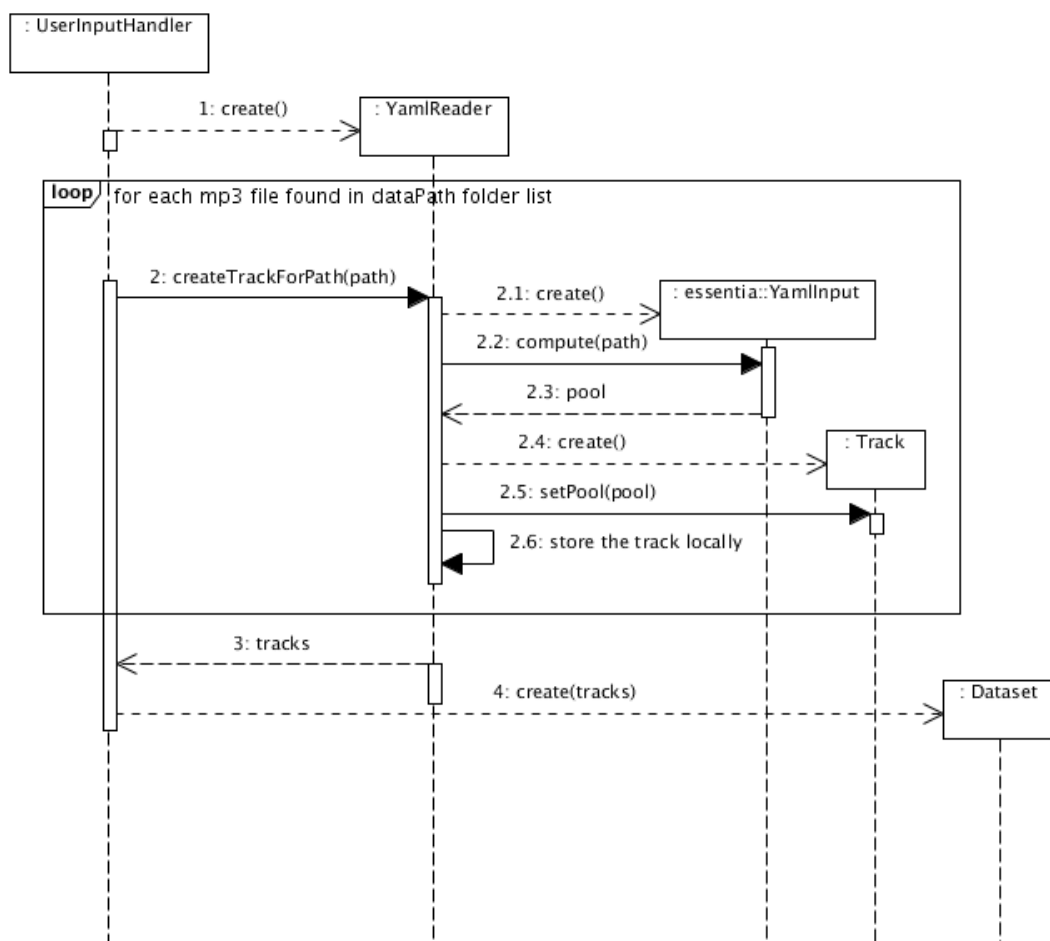 : UserInputHandler
1: create()
: YamlReader
loop
for each mp3 file found in dataPath folder list
2: createTrackForPath(path)
2.1: create()
: essentia::YamlInput
2.2: compute(path)
2.3: pool
2.4: create()
: Track
2.5: setPool(pool)
2.6: store the track locally
3: tracks
4: create(tracks)
: Dataset